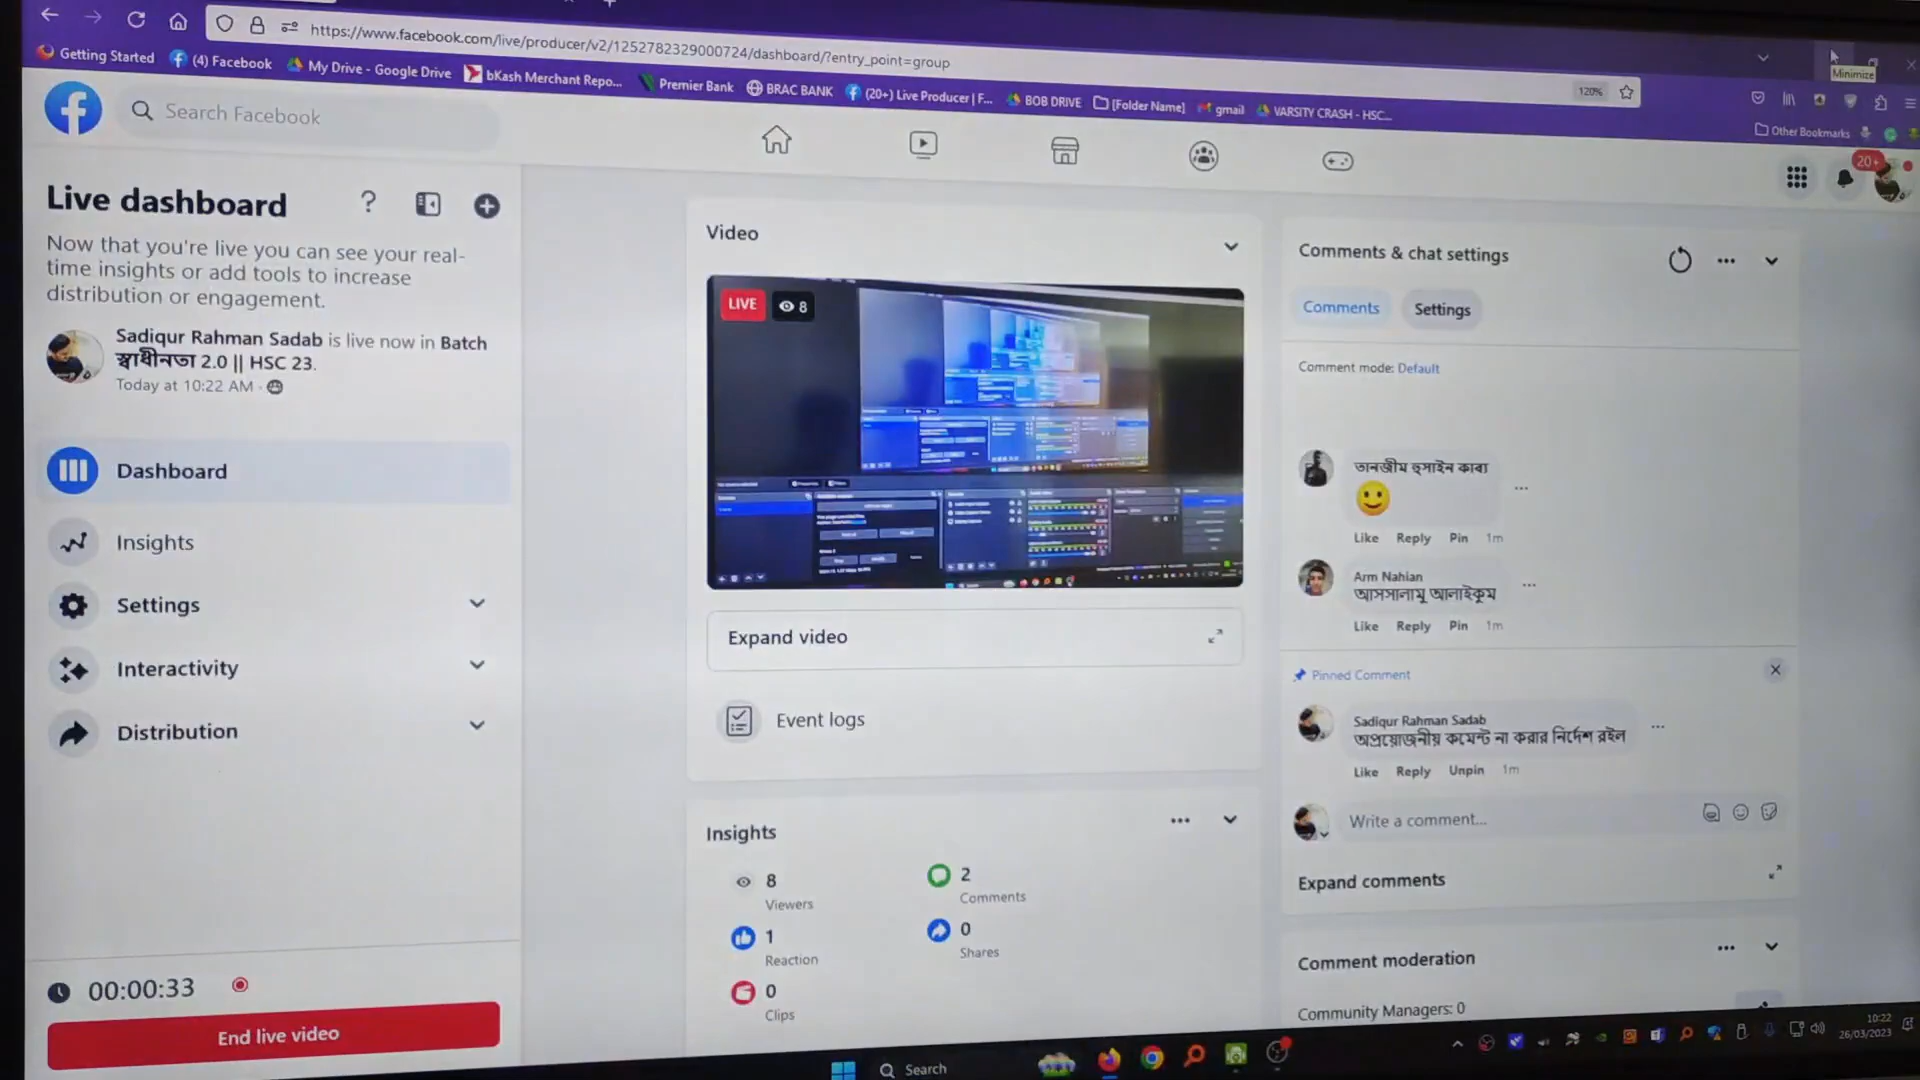 https://www.facebook.com/live/producer/v2/1252782329000724/dashboard/?entry_point=group
Minimize
120%
Getting Started
(4) Facebook
My Drive - Google Drive
bKash Merchant Repo...
Premier Bank
BRAC BANK
(20+) Live Producer | F...
BOB DRIVE
[Folder Name]
gmail
VARSITY CRASH - HSC...
Other Bookmarks
Search Facebook
20+
Live dashboard
Now that you're live you can see your real-
time insights or add tools to increase
distribution or engagement.
Sadiqur Rahman Sadab is live now in Batch
স্বাধীনতা 2.0 || HSC 23.
Today at 10:22 AM ·
Dashboard
Insights
Settings
Interactivity
Distribution
00:00:33
End live video
Video
LIVE
8
Expand video
Event logs
Insights
8
Viewers
2
Comments
1
Reaction
0
Shares
0
Clips
Comments & chat settings
Comments
Settings
Comment mode: Default
তানজীম হুসাইন কাব্য
Like Reply Pin 1m
Arm Nahian
আসসালামু আলাইকুম
Like Reply Pin 1m
Pinned Comment
Sadiqur Rahman Sadab
অপ্রয়োজনীয় কমেন্ট না করার নির্দেশ রইল
Like Reply Unpin 1m
Write a comment...
Expand comments
Comment moderation
Community Managers: 0
Search
10:22
26/03/2023